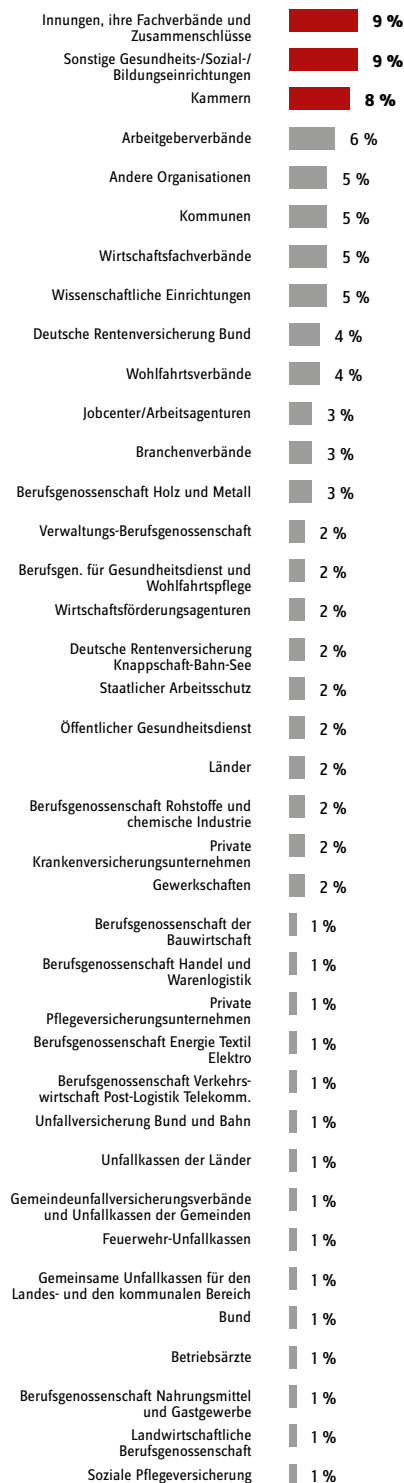 Innungen, ihre Fachverbände und
Zusammenschlüsse
9 %
Sonstige Gesundheits-/Sozial-/
Bildungseinrichtungen
9 %
Kammern
8 %
Arbeitgeberverbände
6 %
Andere Organisationen
5 %
Kommunen
5 %
Wirtschaftsfachverbände
5 %
Wissenschaftliche Einrichtungen
5 %
Deutsche Rentenversicherung Bund
4 %
Wohlfahrtsverbände
4 %
Jobcenter/Arbeitsagenturen
3 %
Branchenverbände
3 %
Berufsgenossenschaft Holz und Metall
3 %
Verwaltungs-Berufsgenossenschaft
2 %
Berufsgen. für Gesundheitsdienst und
Wohlfahrtspflege
2 %
Wirtschaftsförderungsagenturen
2 %
Deutsche Rentenversicherung
Knappschaft-Bahn-See
2 %
Staatlicher Arbeitsschutz
2 %
Öffentlicher Gesundheitsdienst
2 %
Länder
2 %
Berufsgenossenschaft Rohstoffe und
chemische Industrie
2 %
Private
Krankenversicherungsunternehmen
2 %
Gewerkschaften
2 %
Berufsgenossenschaft der
Bauwirtschaft
1 %
Berufsgenossenschaft Handel und
Warenlogistik
1 %
Private
Pflegeversicherungsunternehmen
1 %
Berufsgenossenschaft Energie Textil
Elektro
1 %
Berufsgenossenschaft Verkehrs-
wirtschaft Post-Logistik Telekomm.
1 %
Unfallversicherung Bund und Bahn
1 %
Unfallkassen der Länder
1 %
Gemeindeunfallversicherungsverbände
und Unfallkassen der Gemeinden
1 %
Feuerwehr-Unfallkassen
1 %
Gemeinsame Unfallkassen für den
Landes- und den kommunalen Bereich
1 %
Bund
1 %
Betriebsärzte
1 %
Berufsgenossenschaft Nahrungsmittel
und Gastgewerbe
1 %
Landwirtschaftliche
Berufsgenossenschaft
1 %
Soziale Pflegeversicherung
1 %